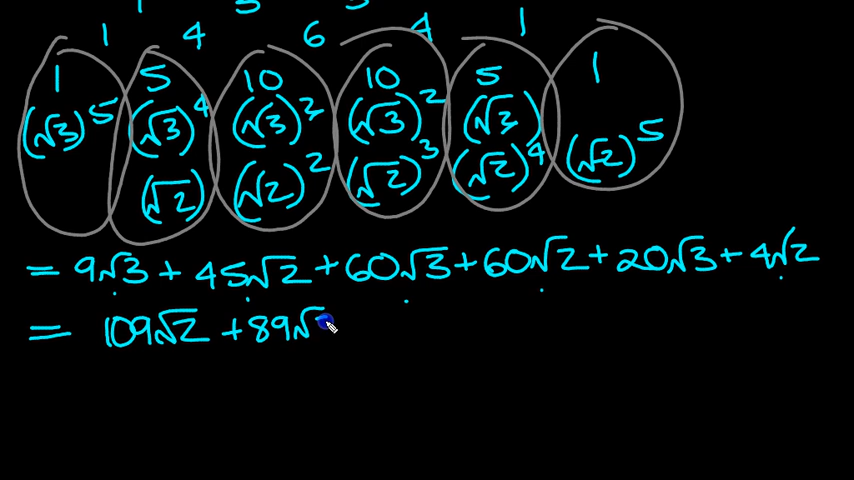 1 4 6 4 1
1 5 10 10 5 1
(√3)^5 (√3)^4 (√3)^3 (√3)^2 (√3) (√2)^5
(√2) (√2)^2 (√2)^3 (√2)^4
= 9√3 + 45√2 + 60√3 + 60√2 + 20√3 + 4√2
= 109√2 + 89√